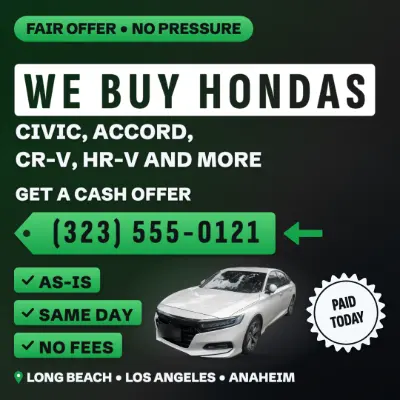 FAIR OFFER • NO PRESSURE
WE BUY HONDAS
CIVIC, ACCORD,
CR-V, HR-V AND MORE
GET A CASH OFFER
(323) 555-0121
✓ AS-IS
✓ SAME DAY
✓ NO FEES
PAID
TODAY
LONG BEACH • LOS ANGELES • ANAHEIM